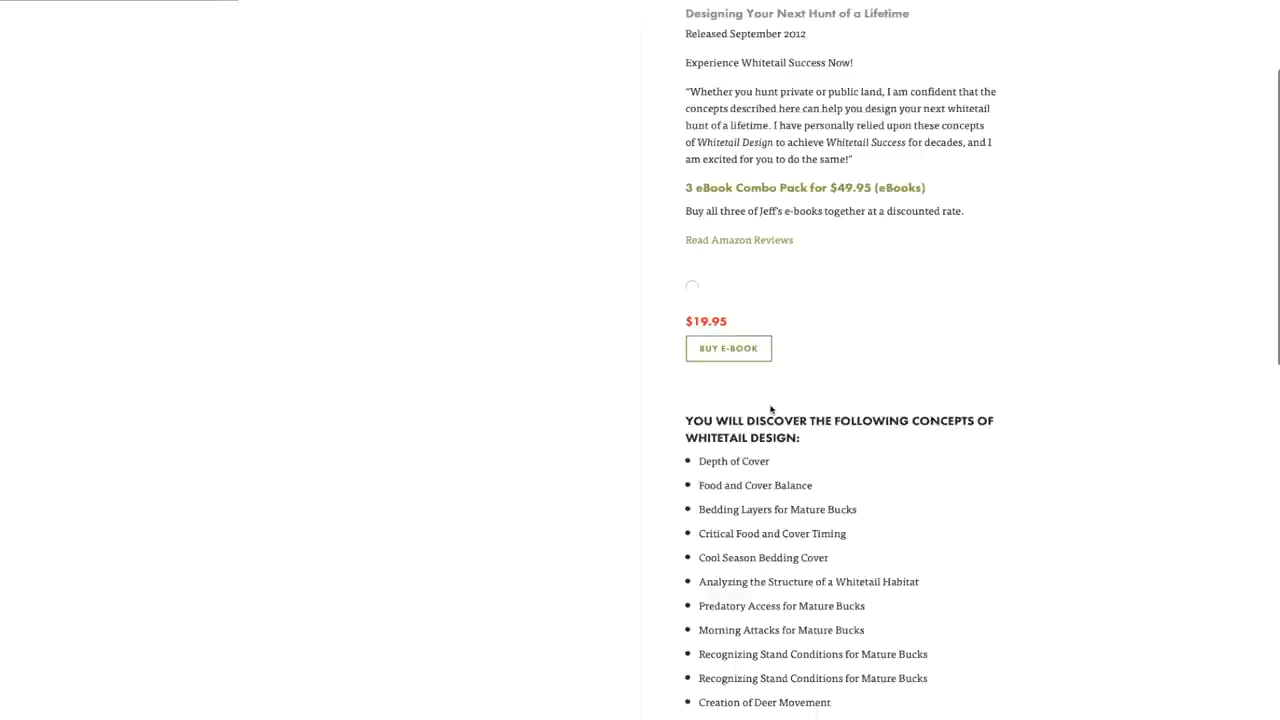 Designing Your Next Hunt of a Lifetime
Released September 2012
Experience Whitetail Success Now!
"Whether you hunt private or public land, I am confident that the
concepts described here can help you design your next whitetail
hunt of a lifetime. I have personally relied upon these concepts
of Whitetail Design to achieve Whitetail Success for decades, and I
am excited for you to do the same!"
3 eBook Combo Pack for $49.95 (eBooks)
Buy all three of Jeff's e-books together at a discounted rate.
Read Amazon Reviews
$19.95
BUY E-BOOK
YOU WILL DISCOVER THE FOLLOWING CONCEPTS OF
WHITETAIL DESIGN:
Depth of Cover
Food and Cover Balance
Bedding Layers for Mature Bucks
Critical Food and Cover Timing
Cool Season Bedding Cover
Analyzing the Structure of a Whitetail Habitat
Predatory Access for Mature Bucks
Morning Attacks for Mature Bucks
Recognizing Stand Conditions for Mature Bucks
Recognizing Stand Conditions for Mature Bucks
Creation of Deer Movement